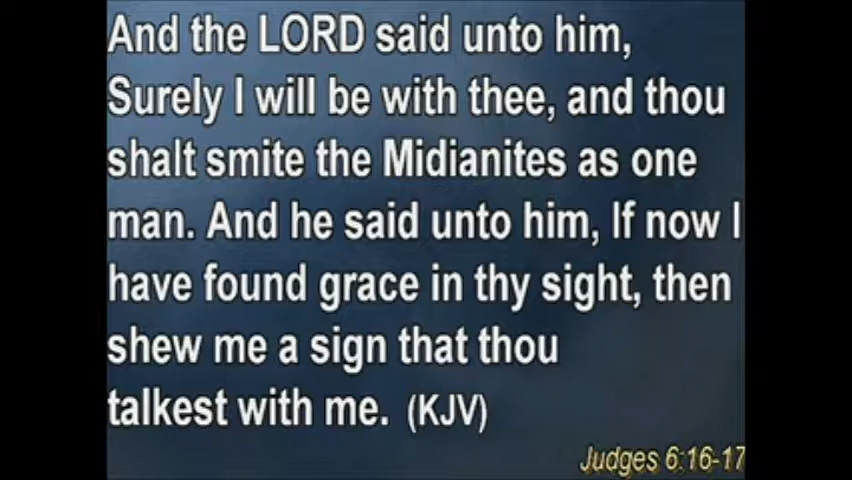 And the LORD said unto him,
Surely I will be with thee, and thou
shalt smite the Midianites as one
man. And he said unto him, If now I
have found grace in thy sight, then
shew me a sign that thou
talkest with me. (KJV)
Judges 6:16-17